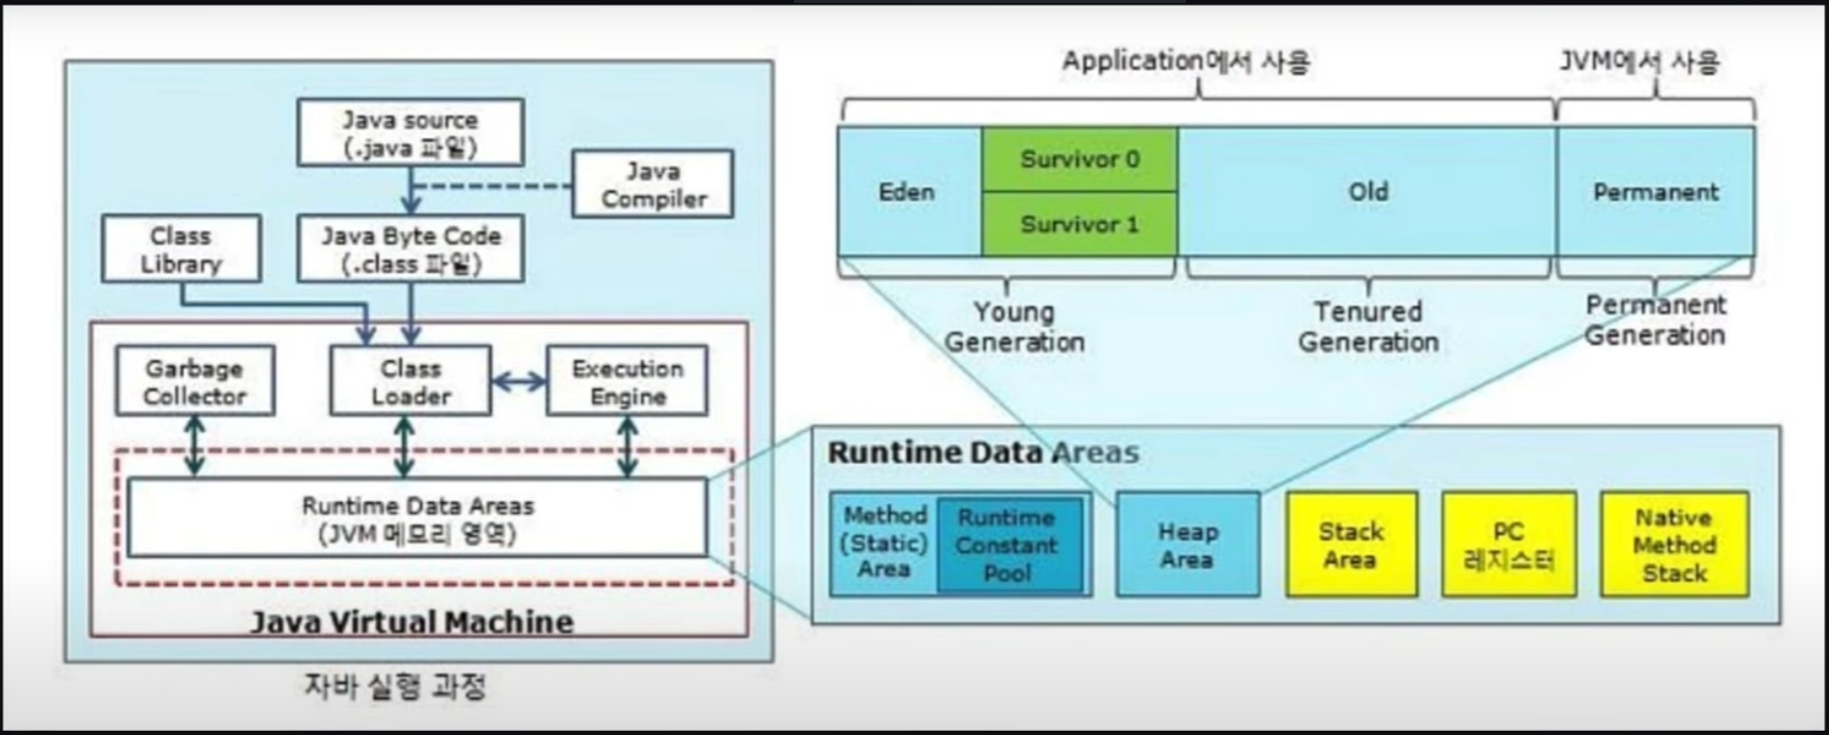 Java source
(.java 파일)
Java
Compiler
Class
Library
Java Byte Code
(.class 파일)
Garbage
Collector
Class
Loader
Execution
Engine
Runtime Data Areas
(JVM 메모리 영역)
Java Virtual Machine
자바 실행 과정
Application에서 사용
JVM에서 사용
Eden
Survivor 0
Survivor 1
Old
Permanent
Young
Generation
Tenured
Generation
Permanent
Generation
Runtime Data Areas
Method
(Static)
Area
Runtime
Constant
Pool
Heap
Area
Stack
Area
PC
레지스터
Native
Method
Stack